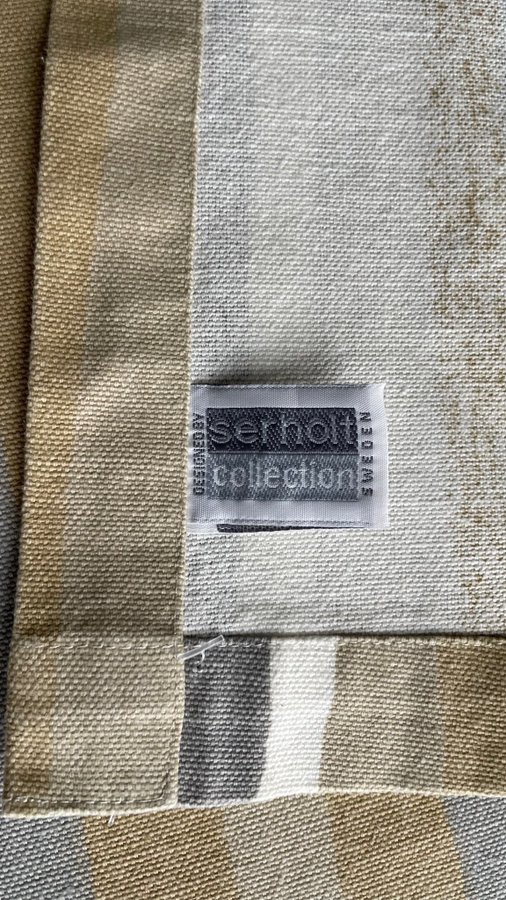 DESIGNED BY
serholt
collection
SWEDEN